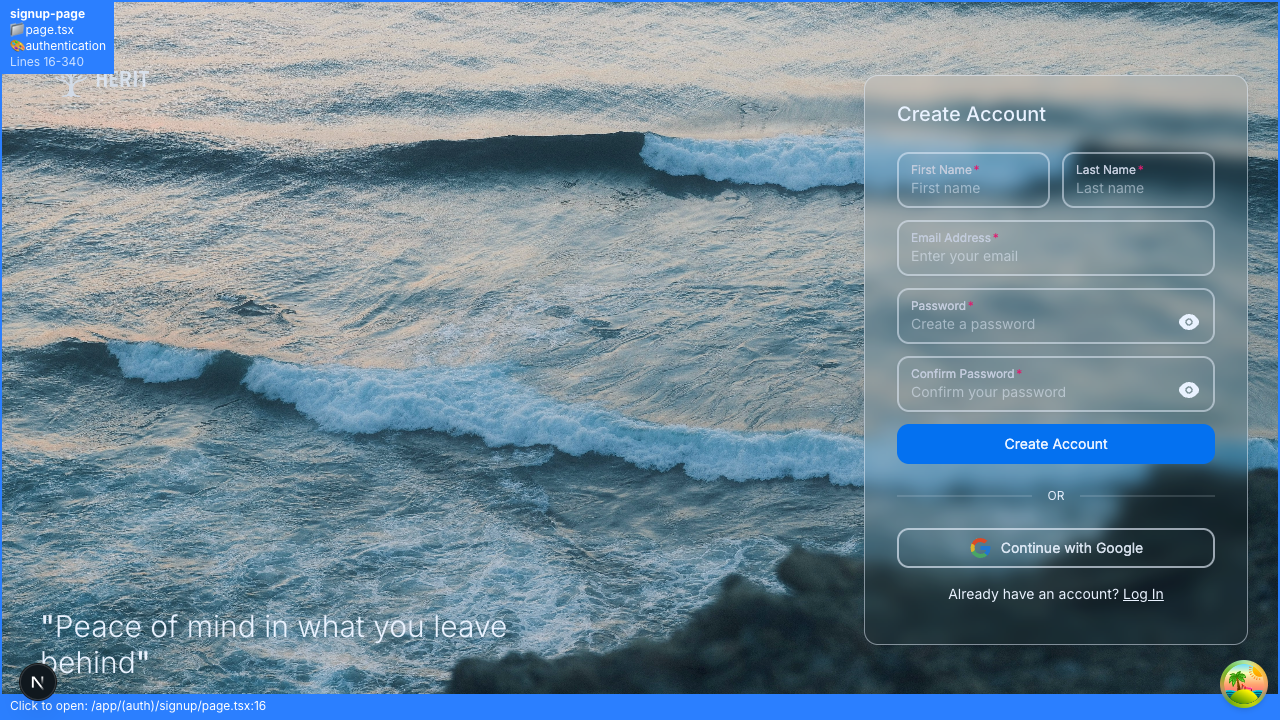 signup-page
page.tsx
authentication
Lines 16-340
HERIT
Create Account
First Name*
First name
Last Name*
Last name
Email Address*
Enter your email
Password*
Create a password
Confirm Password*
Confirm your password
Create Account
OR
Continue with Google
Already have an account? Log In
"Peace of mind in what you leave
behind"
N
Click to open: /app/(auth)/signup/page.tsx:16